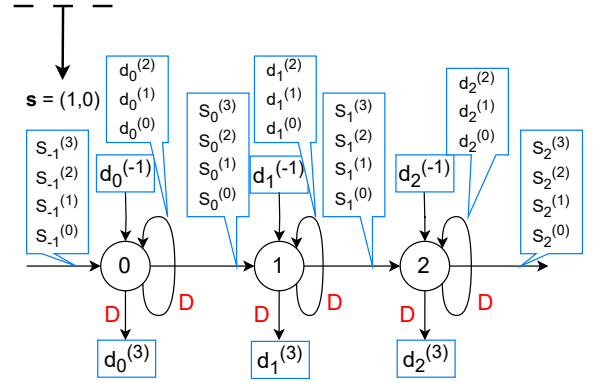 s = (1,0)
d₀⁽²⁾
d₀⁽¹⁾
d₀⁽⁰⁾
d₁⁽²⁾
d₁⁽¹⁾
d₁⁽⁰⁾
d₂⁽²⁾
d₂⁽¹⁾
d₂⁽⁰⁾
S₋₁⁽³⁾
S₋₁⁽²⁾
S₋₁⁽¹⁾
S₋₁⁽⁰⁾
S₀⁽³⁾
S₀⁽²⁾
S₀⁽¹⁾
S₀⁽⁰⁾
S₁⁽³⁾
S₁⁽²⁾
S₁⁽¹⁾
S₁⁽⁰⁾
S₂⁽³⁾
S₂⁽²⁾
S₂⁽¹⁾
S₂⁽⁰⁾
d₀⁽⁻¹⁾ d₁⁽⁻¹⁾ d₂⁽⁻¹⁾
0 1 2
D D D D D D
d₀⁽³⁾ d₁⁽³⁾ d₂⁽³⁾